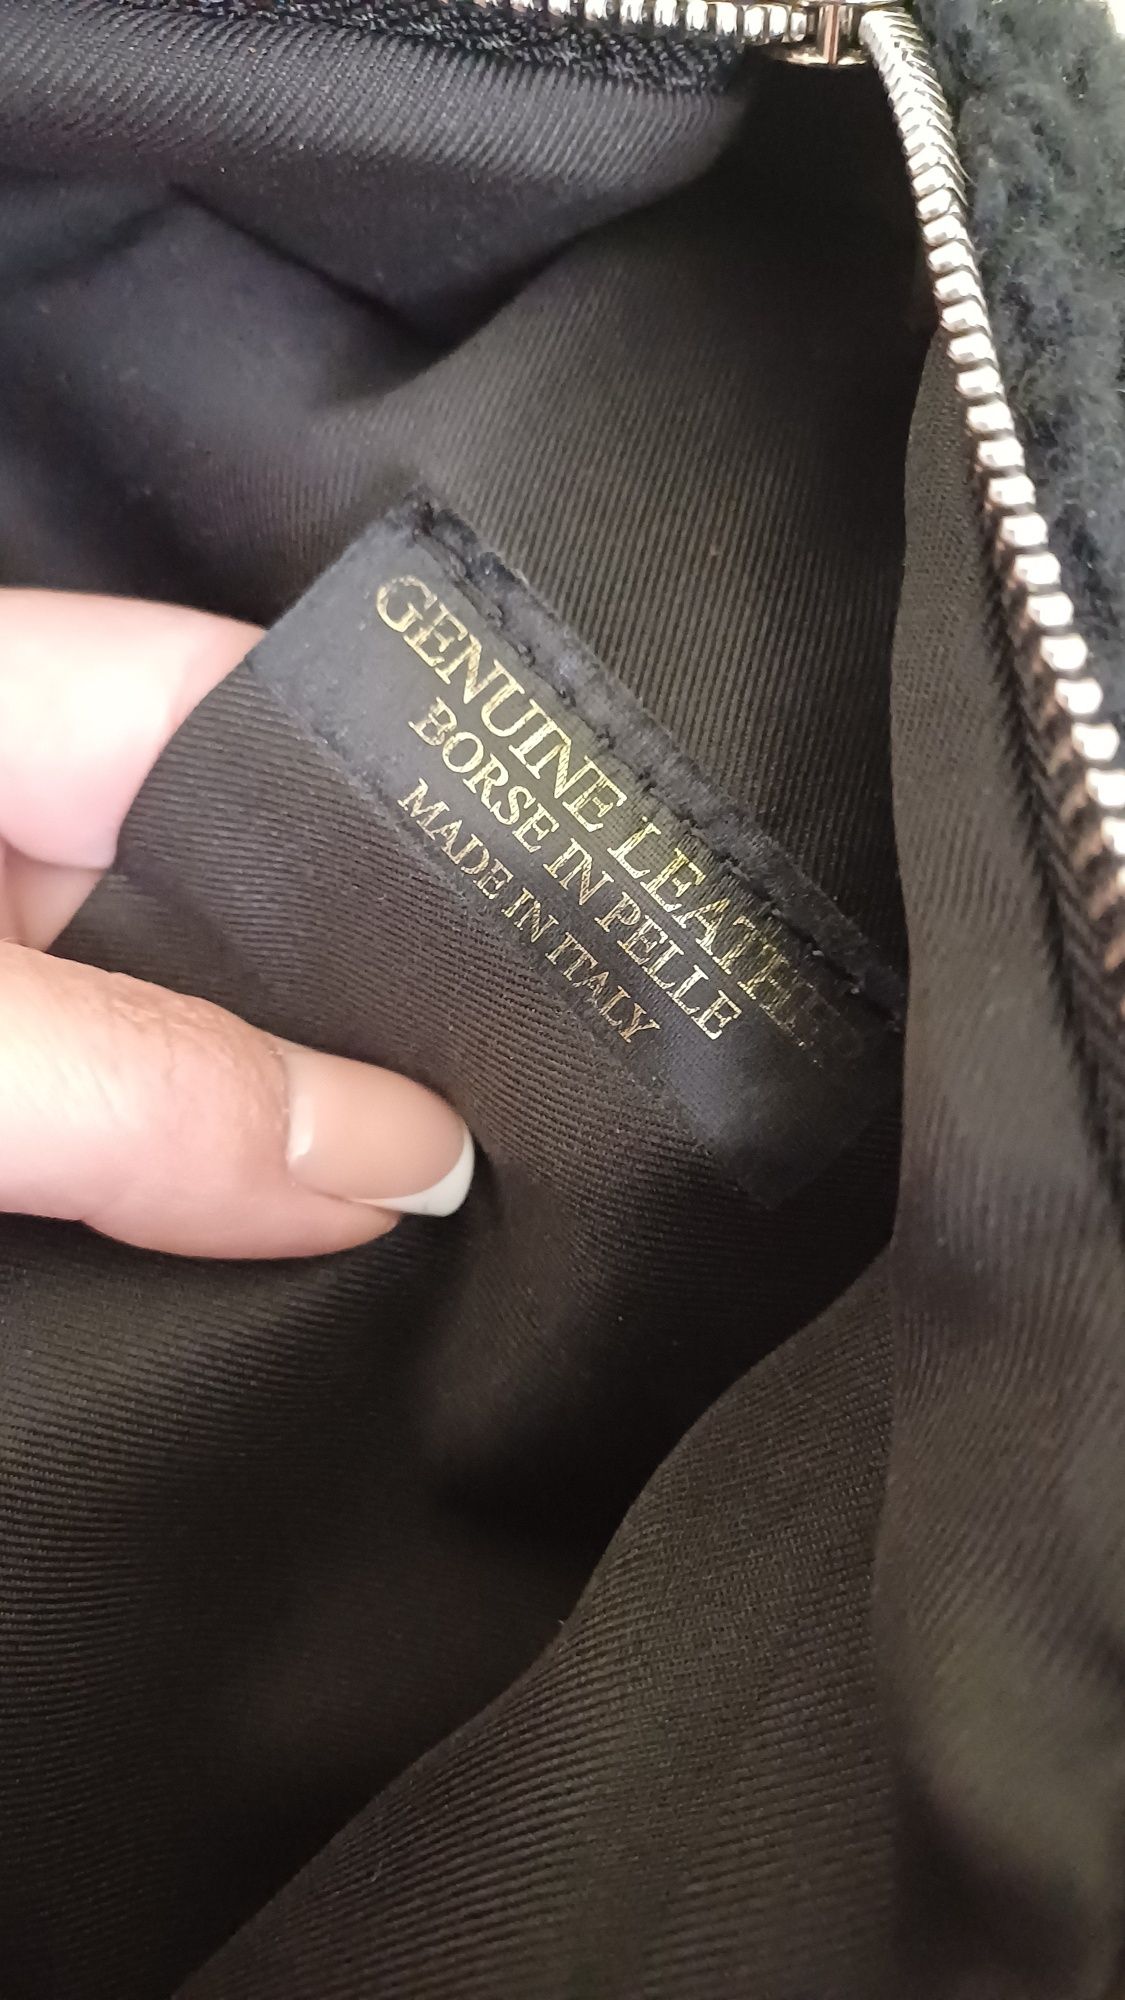 GENUINE LEATHER
BORSE IN PELLE
MADE IN ITALY